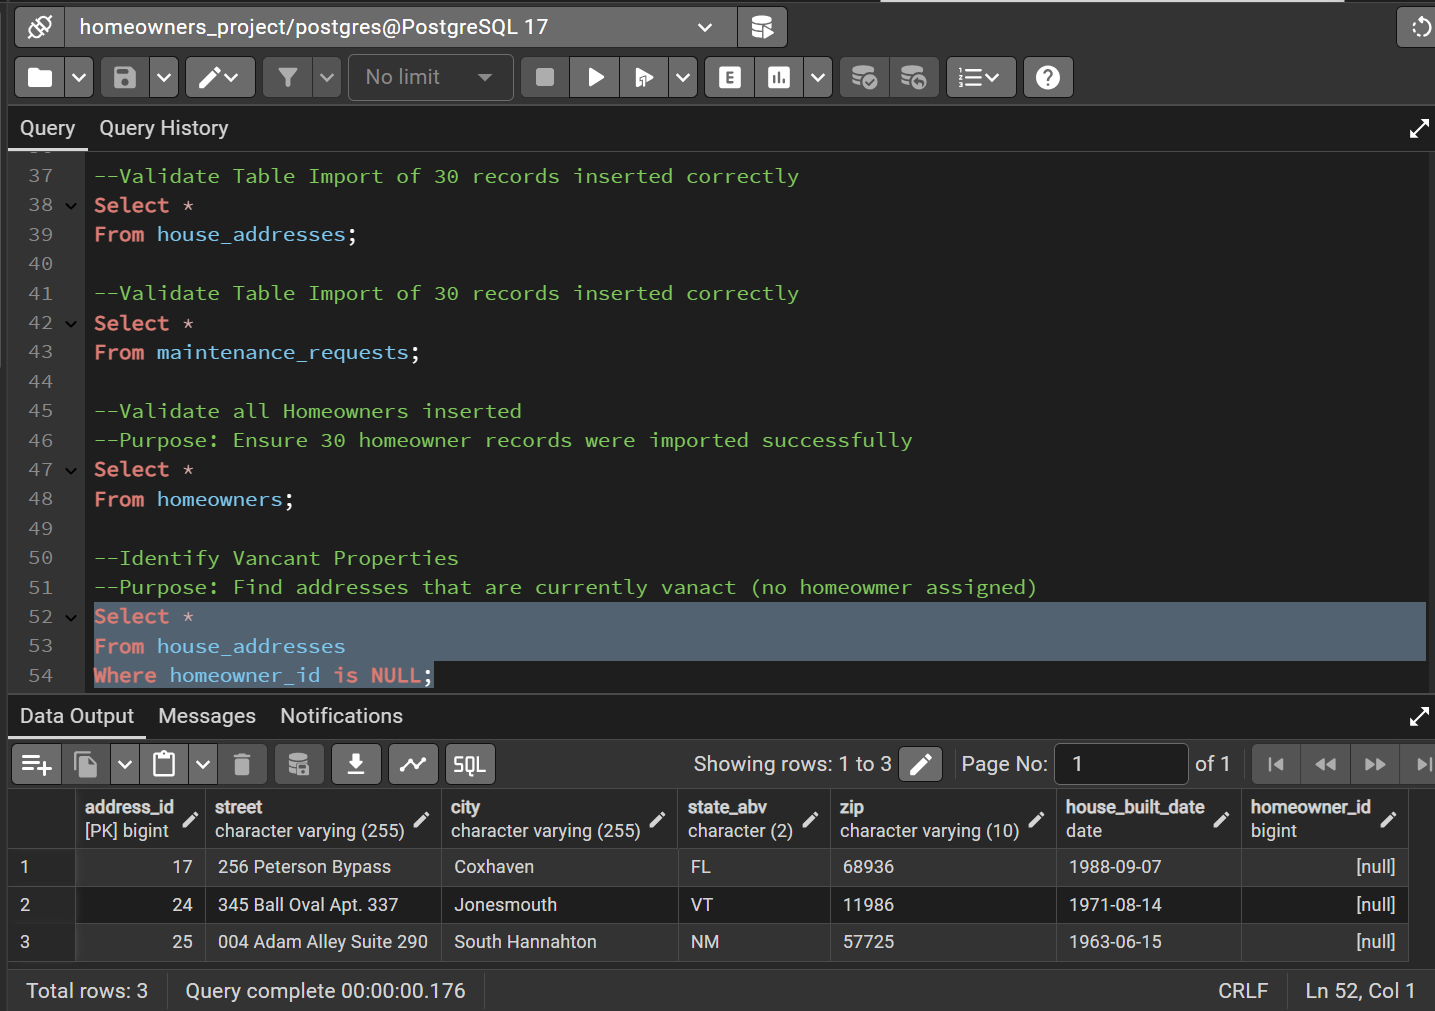 homeowners_project/postgres@PostgreSQL 17
No limit
E
Query Query History
37 --Validate Table Import of 30 records inserted correctly
38 Select *
39 From house_addresses;
40
41 --Validate Table Import of 30 records inserted correctly
42 Select *
43 From maintenance_requests;
44
45 --Validate all Homeowners inserted
46 --Purpose: Ensure 30 homeowner records were imported successfully
47 Select *
48 From homeowners;
49
50 --Identify Vancant Properties
51 --Purpose: Find addresses that are currently vanact (no homeowmer assigned)
52 Select *
53 From house_addresses
54 Where homeowner_id is NULL;
Data Output Messages Notifications
SQL Showing rows: 1 to 3 Page No: 1 of 1
address_id street city state_abv zip house_built_date homeowner_id
[PK] bigint character varying (255) character varying (255) character (2) character varying (10) date bigint
1 17 256 Peterson Bypass Coxhaven FL 68936 1988-09-07 [null]
2 24 345 Ball Oval Apt. 337 Jonesmouth VT 11986 1971-08-14 [null]
3 25 004 Adam Alley Suite 290 South Hannahton NM 57725 1963-06-15 [null]
Total rows: 3 Query complete 00:00:00.176 CRLF Ln 52, Col 1